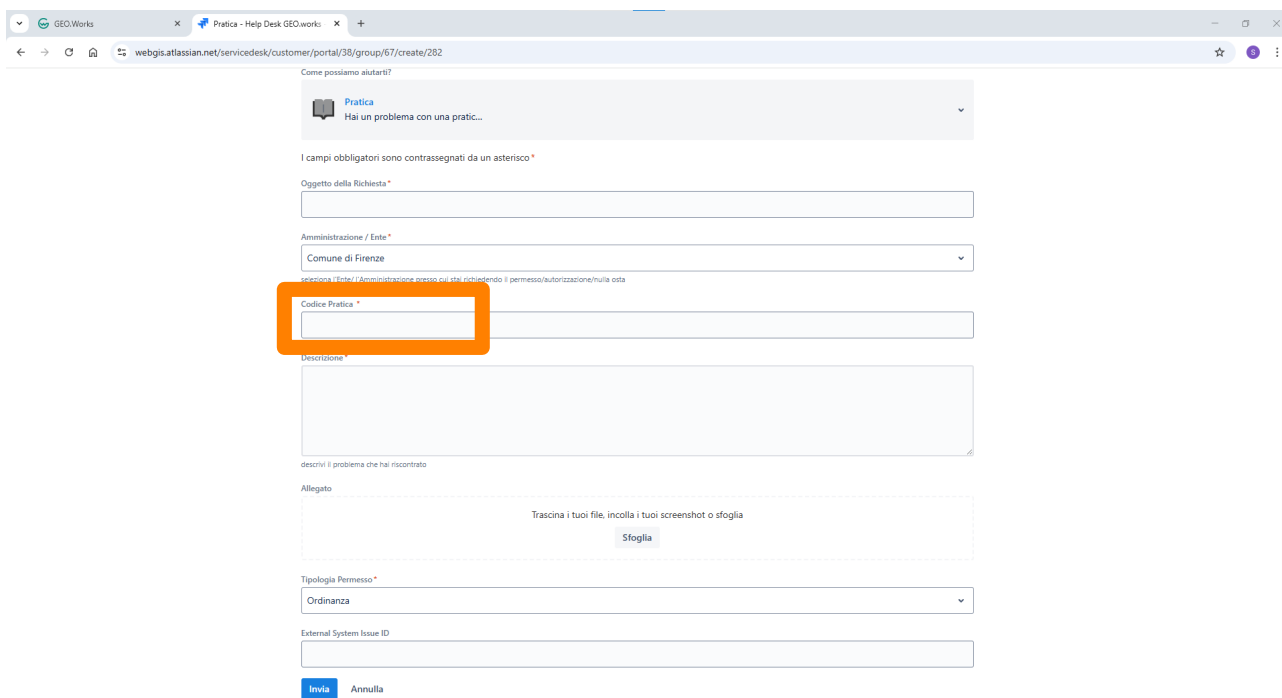 GEO.Works
Pratica - Help Desk GEO.works
webgis.atlassian.net/servicedesk/customer/portal/38/group/67/create/282
S
Come possiamo aiutarti?
Pratica
Hai un problema con una pratic...
I campi obbligatori sono contrassegnati da un asterisco *
Oggetto della Richiesta *
Amministrazione / Ente *
Comune di Firenze
seleziona l'Ente/ l'Amministrazione presso cui stai richiedendo il permesso/autorizzazione/nulla osta
Codice Pratica *
Descrizione *
descrivi il problema che hai riscontrato
Allegato
Trascina i tuoi file, incolla i tuoi screenshot o sfoglia
Sfoglia
Tipologia Permesso *
Ordinanza
External System Issue ID
Invia Annulla